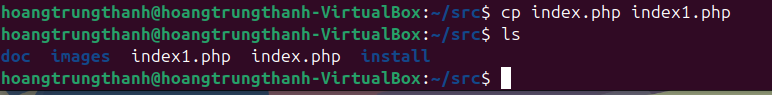 hoangtrungthanh@hoangtrungthanh-VirtualBox:~/src$ cp index.php index1.php
hoangtrungthanh@hoangtrungthanh-VirtualBox:~/src$ ls
doc  images  index1.php  index.php  install
hoangtrungthanh@hoangtrungthanh-VirtualBox:~/src$